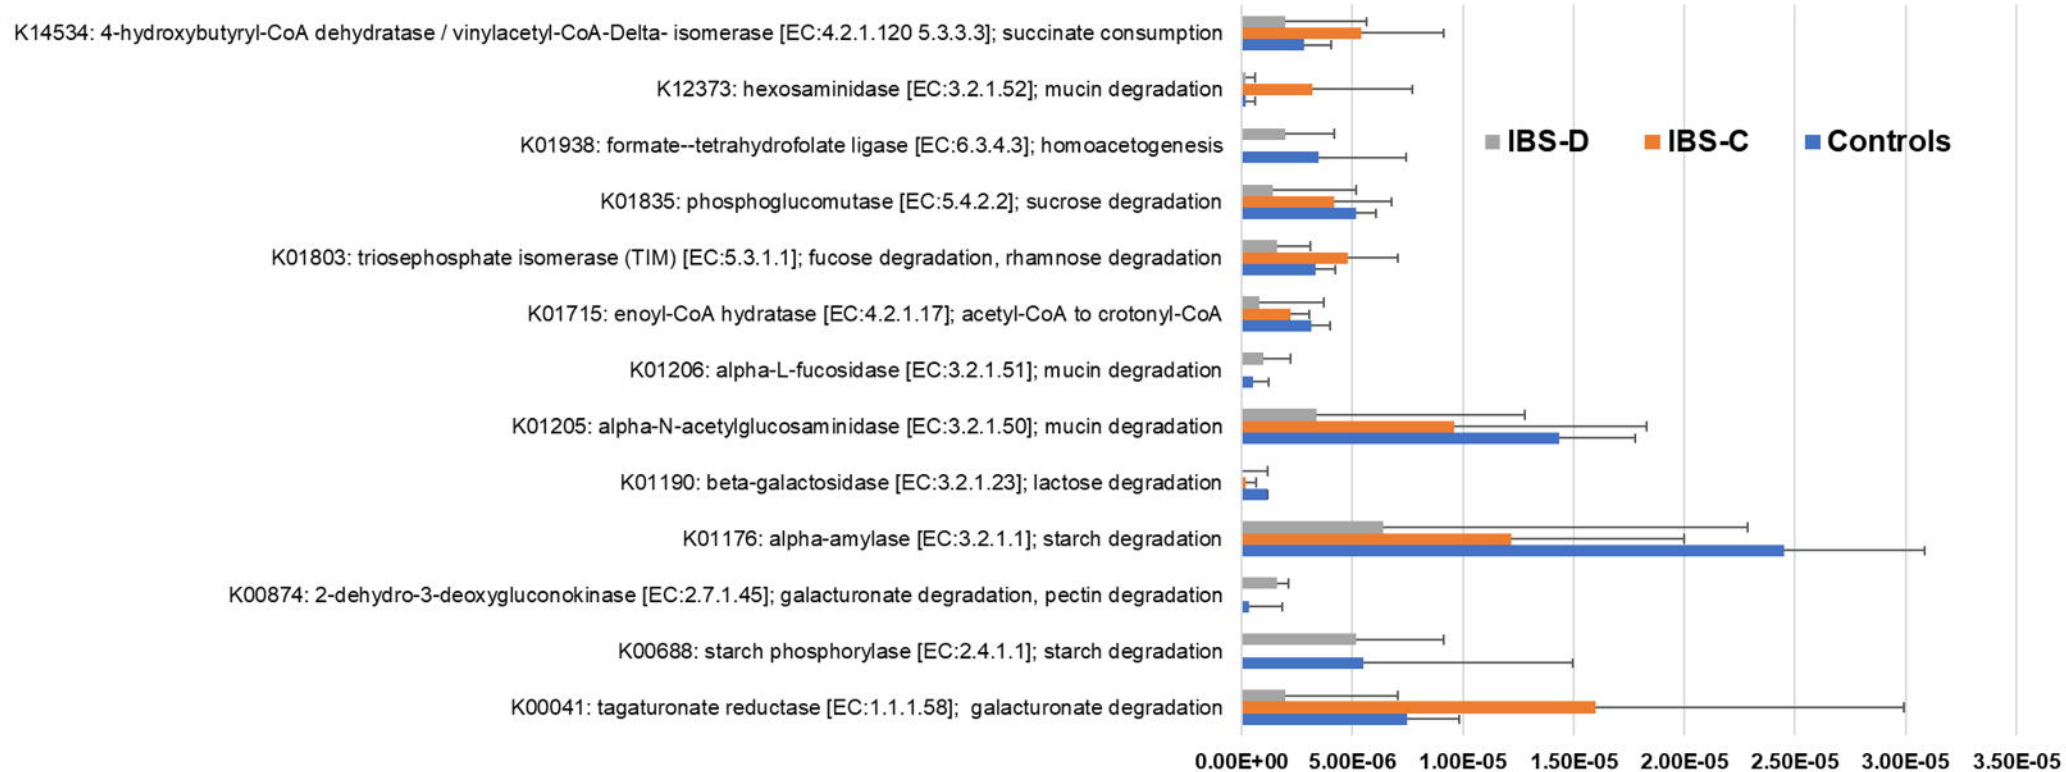 K14534: 4-hydroxybutyryl-CoA dehydratase / vinylacetyl-CoA-Delta- isomerase [EC:4.2.1.120 5.3.3.3]; succinate consumption
K12373: hexosaminidase [EC:3.2.1.52]; mucin degradation
K01938: formate--tetrahydrofolate ligase [EC:6.3.4.3]; homoacetogenesis
IBS-D IBS-C Controls
K01835: phosphoglucomutase [EC:5.4.2.2]; sucrose degradation
K01803: triosephosphate isomerase (TIM) [EC:5.3.1.1]; fucose degradation, rhamnose degradation
K01715: enoyl-CoA hydratase [EC:4.2.1.17]; acetyl-CoA to crotonyl-CoA
K01206: alpha-L-fucosidase [EC:3.2.1.51]; mucin degradation
K01205: alpha-N-acetylglucosaminidase [EC:3.2.1.50]; mucin degradation
K01190: beta-galactosidase [EC:3.2.1.23]; lactose degradation
K01176: alpha-amylase [EC:3.2.1.1]; starch degradation
K00874: 2-dehydro-3-deoxygluconokinase [EC:2.7.1.45]; galacturonate degradation, pectin degradation
K00688: starch phosphorylase [EC:2.4.1.1]; starch degradation
K00041: tagaturonate reductase [EC:1.1.1.58]; galacturonate degradation
0.00E+00 5.00E-06 1.00E-05 1.50E-05 2.00E-05 2.50E-05 3.00E-05 3.50E-05